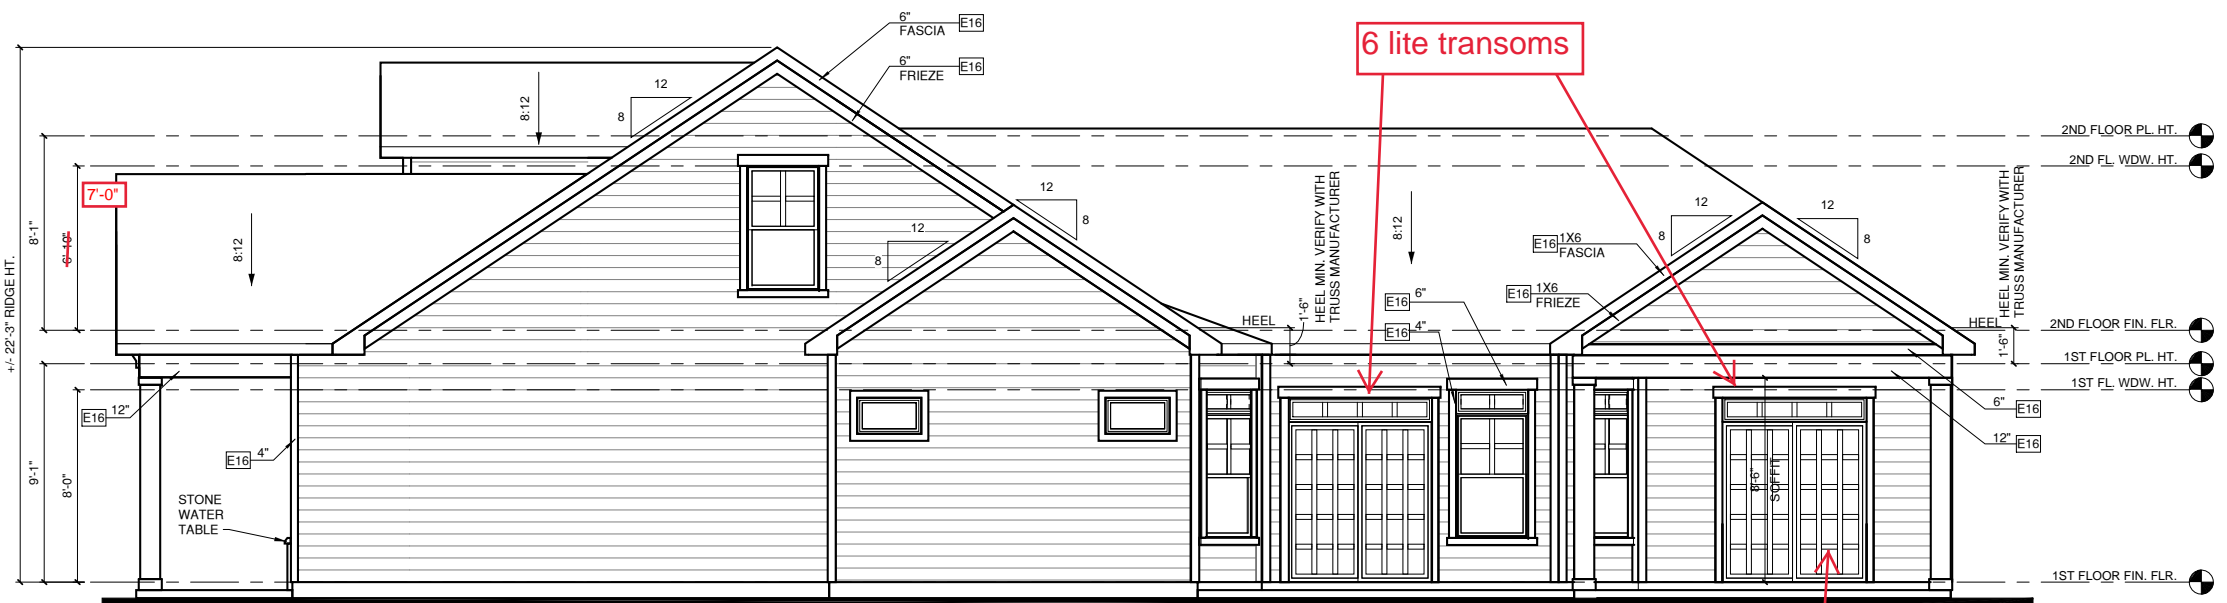 6"
FASCIA
E16
6"
FRIEZE
E16
6 lite transoms
12
8
8:12
2ND FLOOR PL. HT.
2ND FL. WDW. HT.
7'-0"
8'-1"
6'-10"
8:12
+/- 22'-3" RIDGE HT.
12
8
12
8
HEEL MIN. VERIFY WITH
TRUSS MANUFACTURER
8:12
12
8
12
8
E16
1X6
FASCIA
E16
1X6
FRIEZE
HEEL MIN. VERIFY WITH
TRUSS MANUFACTURER
HEEL
1'-6"
E16
6"
E16
4"
HEEL
1'-6"
2ND FLOOR FIN. FLR.
1ST FLOOR PL. HT.
1ST FL. WDW. HT.
E16
12"
6"
E16
12"
E16
E16
4"
9'-1"
8'-0"
8'-6"
SOFFIT
STONE
WATER
TABLE
1ST FLOOR FIN. FLR.